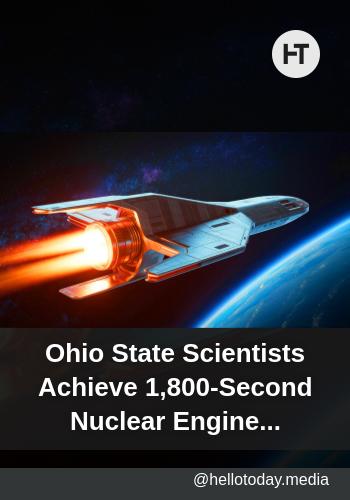 HT
Ohio State Scientists
Achieve 1,800-Second
Nuclear Engine...
@hellotoday.media